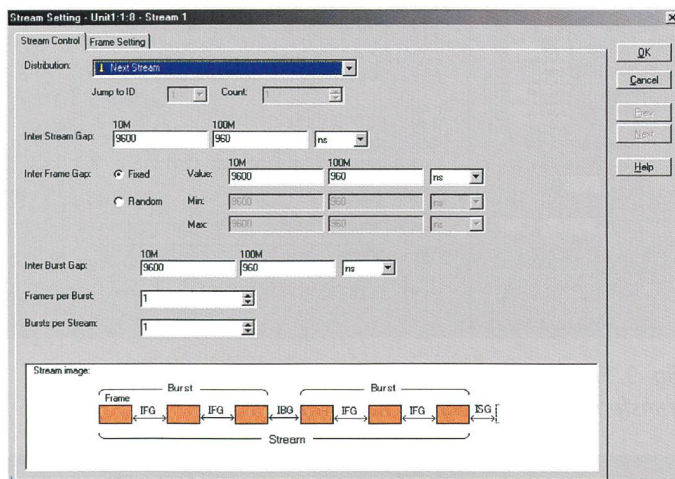 Stream Setting - Unit1:1:8 - Stream 1
Stream Control Frame Setting
OK
Cancel
Prev
Next
Help
Distribution: Next Stream
Jump to ID 1 Count: 1
10M 100M
Inter Stream Gap: 9600 960 ns
10M 100M
Inter Frame Gap: Fixed Value: 9600 960 ns
Random Min: 9600 960 ns
Max: 9600 960 ns
10M 100M
Inter Burst Gap: 9600 960 ns
Frames per Burst: 1
Bursts per Stream: 1
Stream image:
Burst Burst
Frame
IFG IFG IBG IFG IFG ISG
Stream